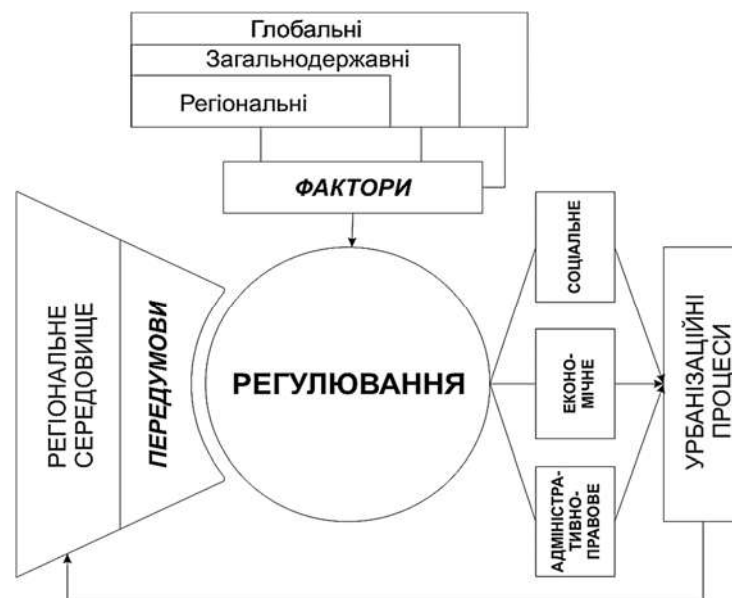 Глобальні
Загальнодержавні
Регіональні
ФАКТОРИ
РЕГІОНАЛЬНЕ
СЕРЕДОВИЩЕ
ПЕРЕДУМОВИ
РЕГУЛЮВАННЯ
СОЦІАЛЬНЕ
ЕКОНО-
МІЧНЕ
АДМІНІСТРА-
ТИВНО-
ПРАВОВЕ
УРБАНІЗАЦІЙНІ
ПРОЦЕСИ